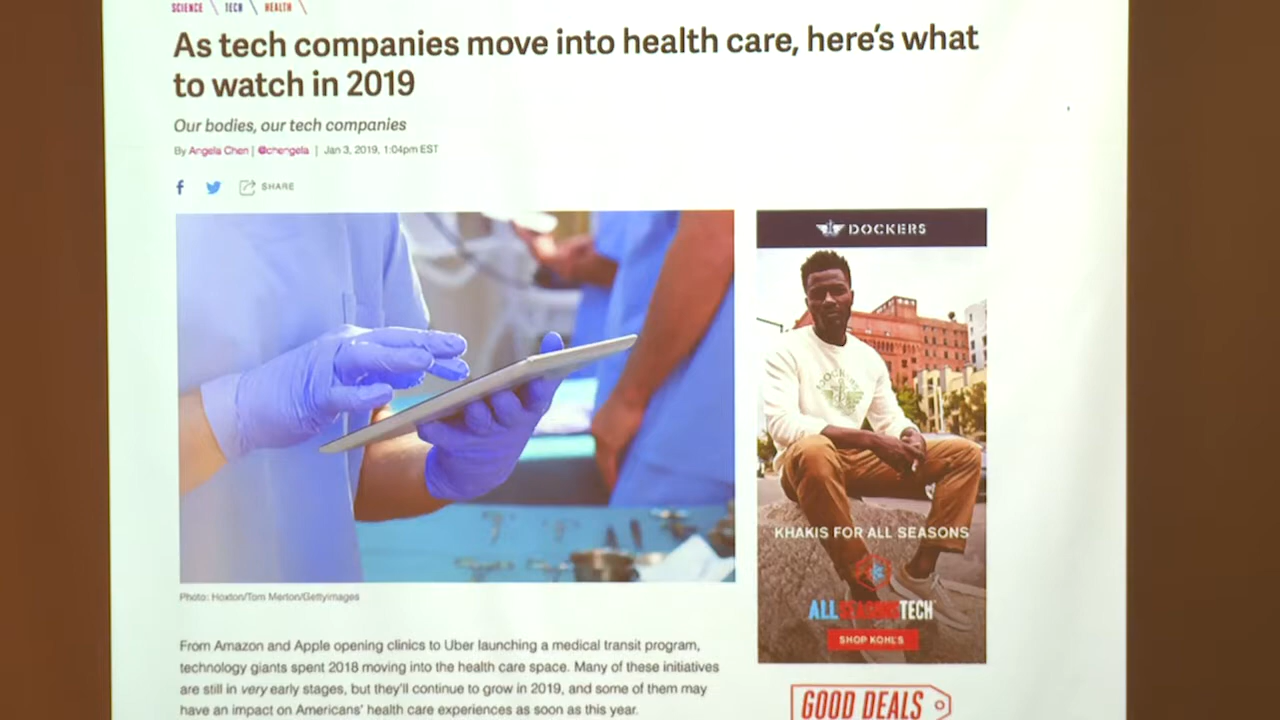 SCIENCE \ TECH \ HEALTH \
As tech companies move into health care, here's what
to watch in 2019
Our bodies, our tech companies
By Angela Chen | @chengela | Jan 3, 2019, 1:04pm EST
SHARE
DOCKERS
DOCKERS
KHAKIS FOR ALL SEASONS
ALL SEASONS TECH
SHOP KOHL'S
Photo: Hoxton/Tom Merton/Gettyimages
From Amazon and Apple opening clinics to Uber launching a medical transit program,
technology giants spent 2018 moving into the health care space. Many of these initiatives
are still in very early stages, but they'll continue to grow in 2019, and some of them may
have an impact on Americans' health care experiences as soon as this year.
GOOD DEALS